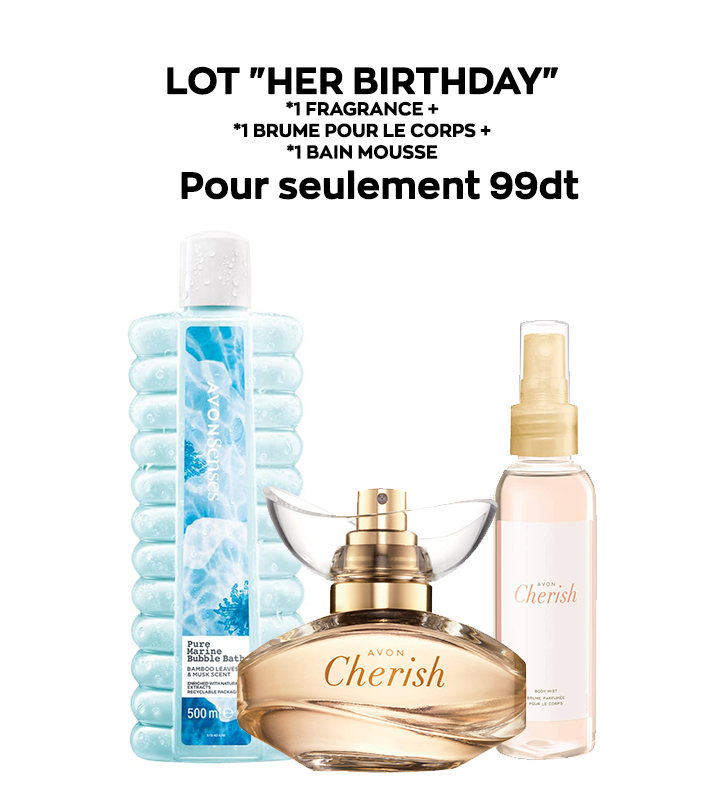 LOT "HER BIRTHDAY"
*1 FRAGRANCE +
*1 BRUME POUR LE CORPS +
*1 BAIN MOUSSE
Pour seulement 99dt
AVON Senses
Pure
Marine
Bubble Bath
BAMBOO LEAVES
& MUSK SCENT
ENRICHED WITH NATURAL
EXTRACTS
RECYCLABLE PACKAG
500 m
AVON
Cherish
AVON
Cherish
BODY MIST
BRUME PARFUMÉE
POUR LE CORPS